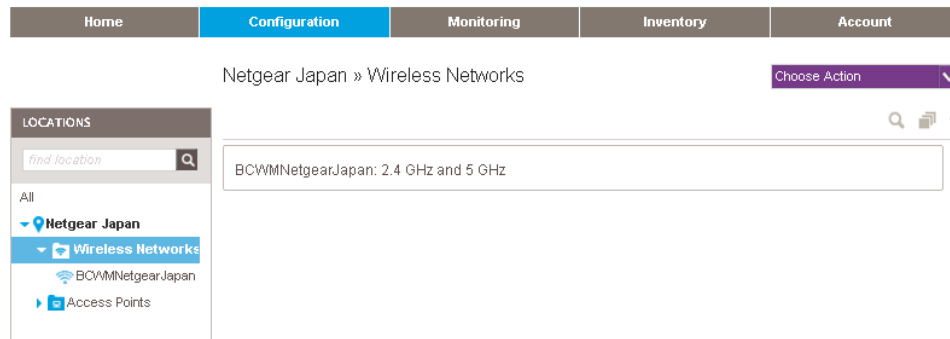 Home Configuration Monitoring Inventory Account
Netgear Japan » Wireless Networks
Choose Action
LOCATIONS
find location
BCWMNetgearJapan: 2.4 GHz and 5 GHz
All
Netgear Japan
Wireless Networks
BCWMNetgearJapan
Access Points